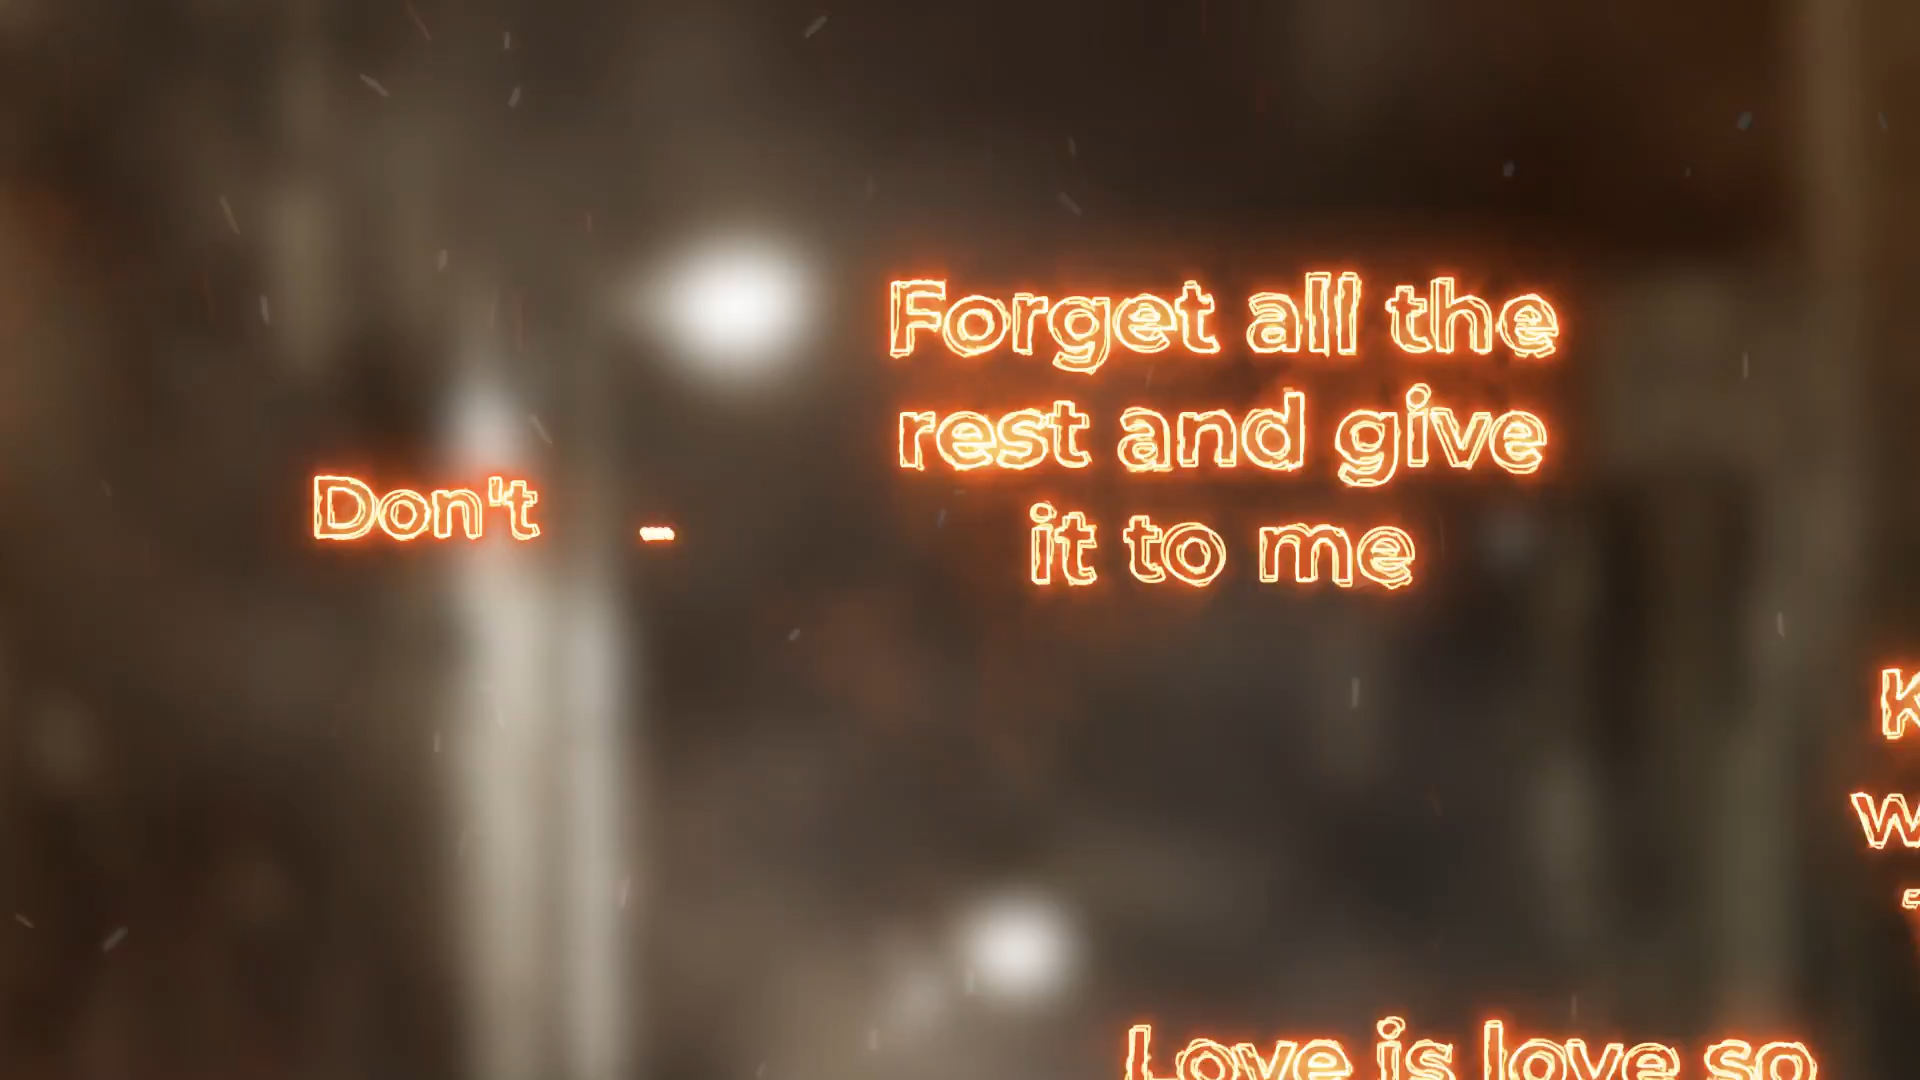 Don't
Forget all the
rest and give
it to me
Love is love so